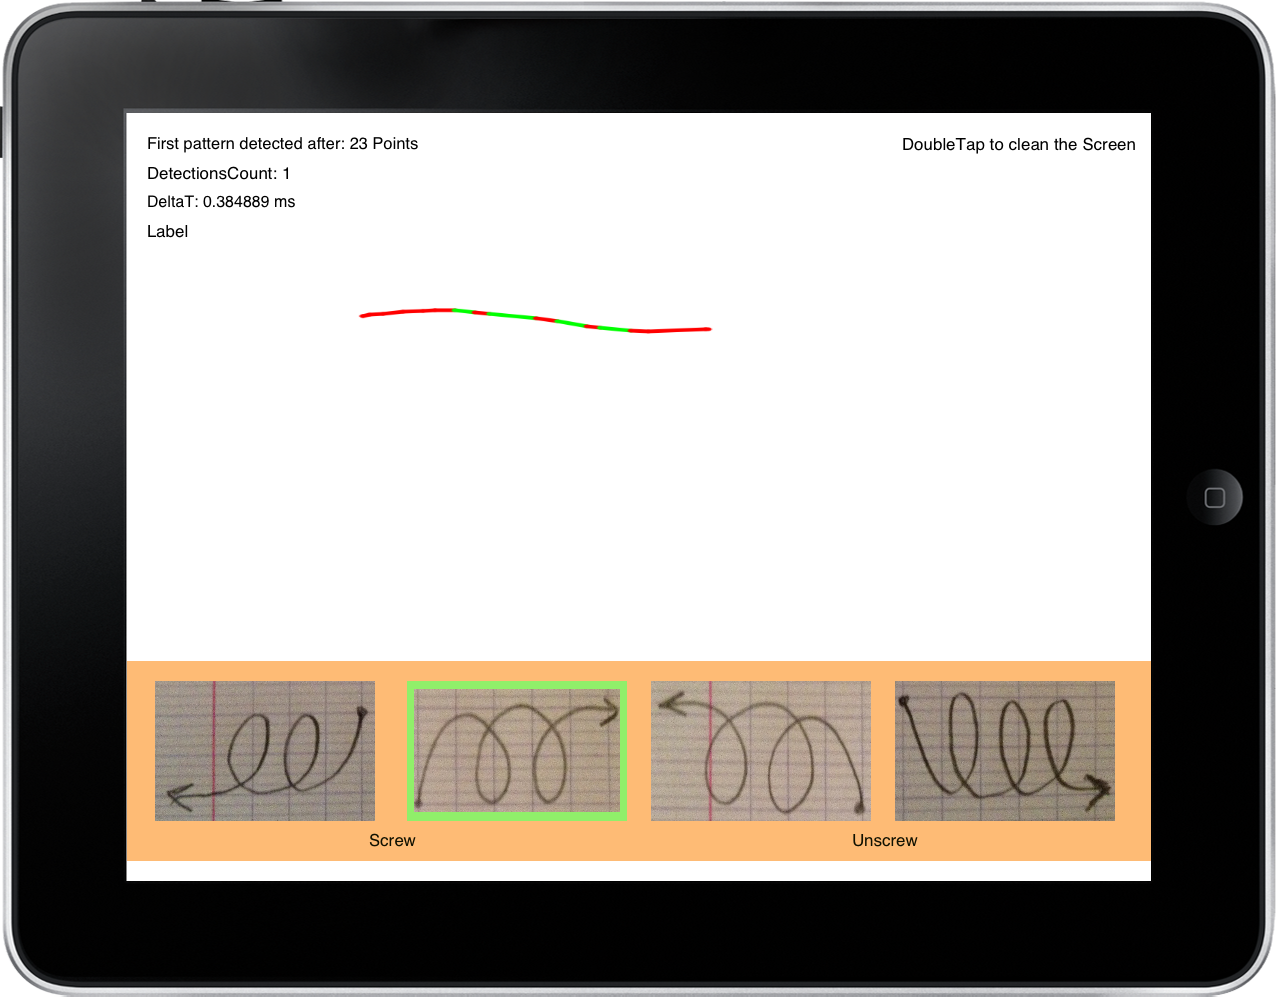 First pattern detected after: 23 Points
DoubleTap to clean the Screen
DetectionsCount: 1
DeltaT: 0.384889 ms
Label
Screw
Unscrew